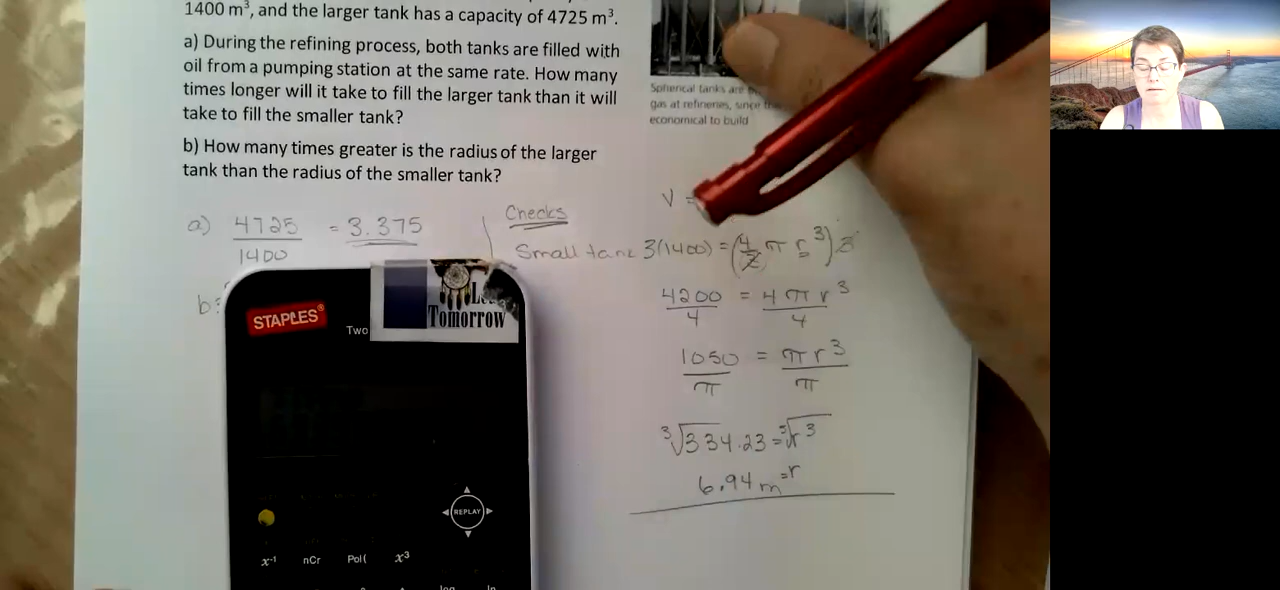 1400 m³, and the larger tank has a capacity of 4725 m³.
a) During the refining process, both tanks are filled with
oil from a pumping station at the same rate. How many
times longer will it take to fill the larger tank than it will
take to fill the smaller tank?
b) How many times greater is the radius of the larger
tank than the radius of the smaller tank?
Spherical tanks are
gas at refineries, since
economical to build
a) 4725
1400
= 3.375
b)
Checks
V =
Small tank 3(1400) = (4 π r³) 3
4200 = 4πr³
4 4
1050 = πr³
π π
³√334.23 = ³√r³
6.94 m = r
STAPLES®
Two
Tomorrow
REPLAY
x⁻¹ nCr Pol( x³
log ln